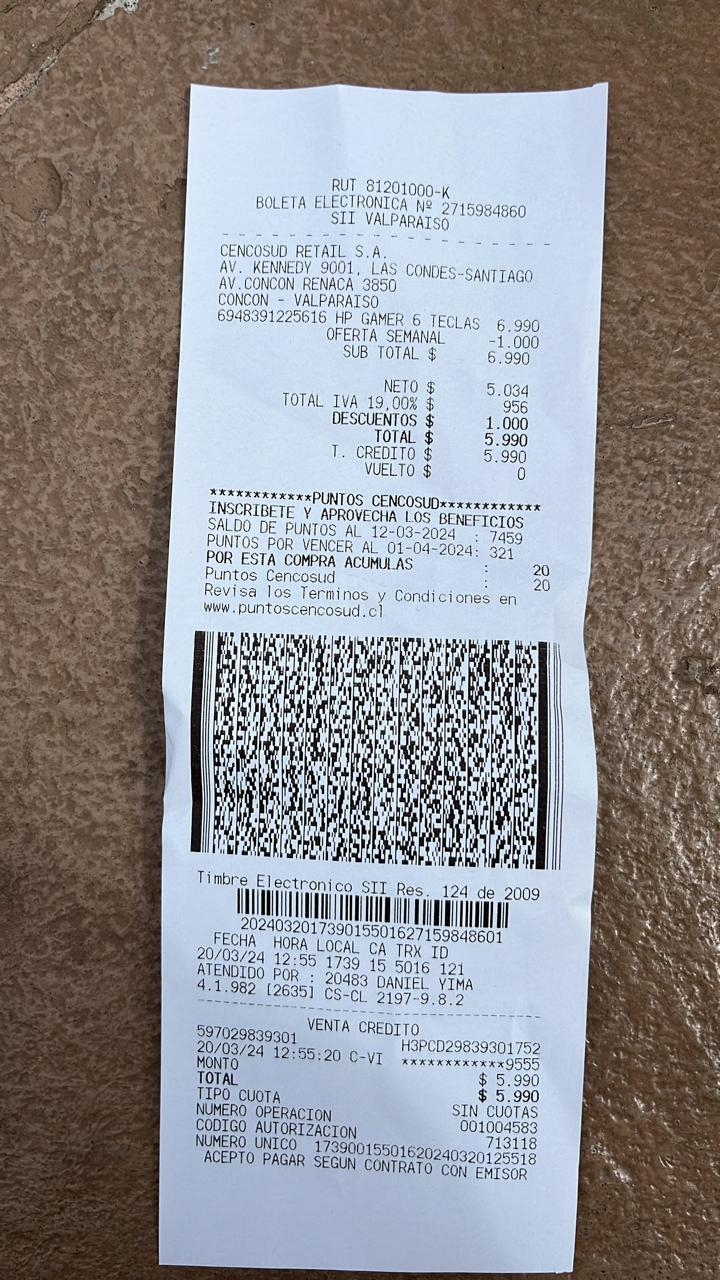 RUT 81201000-K
BOLETA ELECTRONICA Nº 2715984860
SII VALPARAISO
CENCOSUD RETAIL S.A.
AV. KENNEDY 9001, LAS CONDES-SANTIAGO
AV.CONCON RENACA 3850
CONCON - VALPARAISO
6948391225616 HP GAMER 6 TECLAS 6.990
OFERTA SEMANAL -1.000
SUB TOTAL $ 6.990
NETO $ 5.034
TOTAL IVA 19,00% $ 956
DESCUENTOS $ 1.000
TOTAL $ 5.990
T. CREDITO $ 5.990
VUELTO $ 0
************PUNTOS CENCOSUD************
INSCRIBETE Y APROVECHA LOS BENEFICIOS
SALDO DE PUNTOS AL 12-03-2024 : 7459
PUNTOS POR VENCER AL 01-04-2024: 321
POR ESTA COMPRA ACUMULAS : 20
Puntos Cencosud : 20
Revisa los Terminos y Condiciones en
www.puntoscencosud.cl
Timbre Electronico SII Res. 124 de 2009
202403201739015501627159848601
FECHA HORA LOCAL CA TRX ID
20/03/24 12:55 1739 15 5016 121
ATENDIDO POR : 20483 DANIEL YIMA
4.1.982 [2635] CS-CL 2197-9.8.2
VENTA CREDITO
597029839301 H3PCD29839301752
20/03/24 12:55:20 C-VI ************9555
MONTO $ 5.990
TOTAL $ 5.990
TIPO CUOTA SIN CUOTAS
NUMERO OPERACION 001004583
CODIGO AUTORIZACION 713118
NUMERO UNICO 17390015501620240320125518
ACEPTO PAGAR SEGUN CONTRATO CON EMISOR